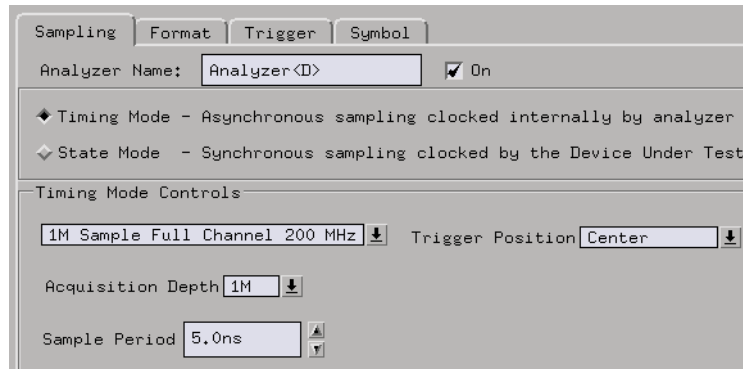 Sampling Format Trigger Symbol
Analyzer Name: Analyzer<D> On
Timing Mode - Asynchronous sampling clocked internally by analyzer
State Mode - Synchronous sampling clocked by the Device Under Test
Timing Mode Controls
1M Sample Full Channel 200 MHz Trigger Position Center
Acquisition Depth 1M
Sample Period 5.0ns